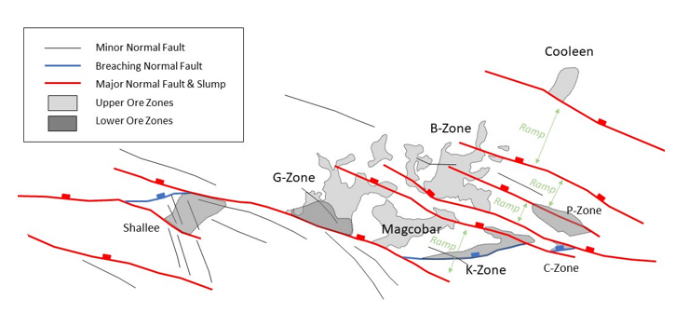 Minor Normal Fault
Breaching Normal Fault
Major Normal Fault & Slump
Upper Ore Zones
Lower Ore Zones
Cooleen
Ramp
B-Zone
G-Zone
Ramp
Ramp
P-Zone
Shallee
Magcobar
Ramp
K-Zone
C-Zone